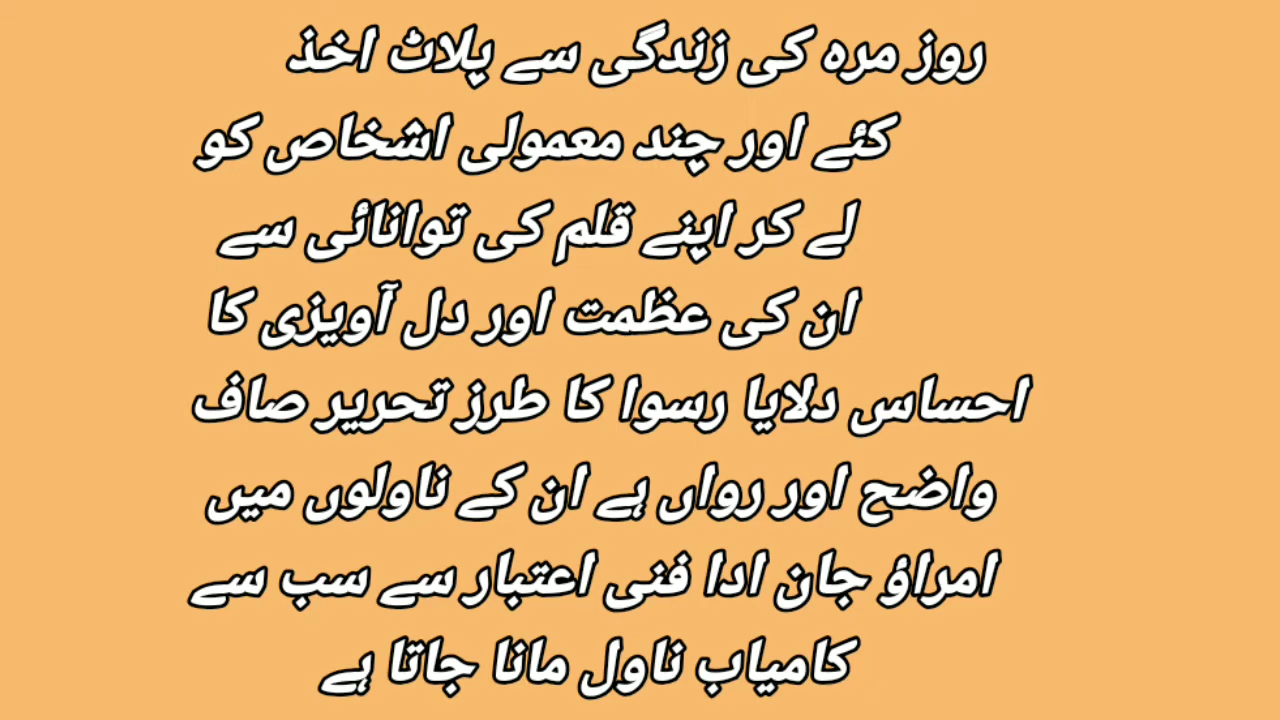 روز مرہ کی زندگی سے پلاٹ اخذ
کئے اور چند معمولی اشخاص کو
لے کر اپنے قلم کی توانائی سے
ان کی عظمت اور دل آویزی کا
احساس دلایا رسوا کا طرز تحریر صاف
واضح اور رواں ہے ان کے ناولوں میں
امراؤ جان ادا فنی اعتبار سے سب سے
کامیاب ناول مانا جاتا ہے